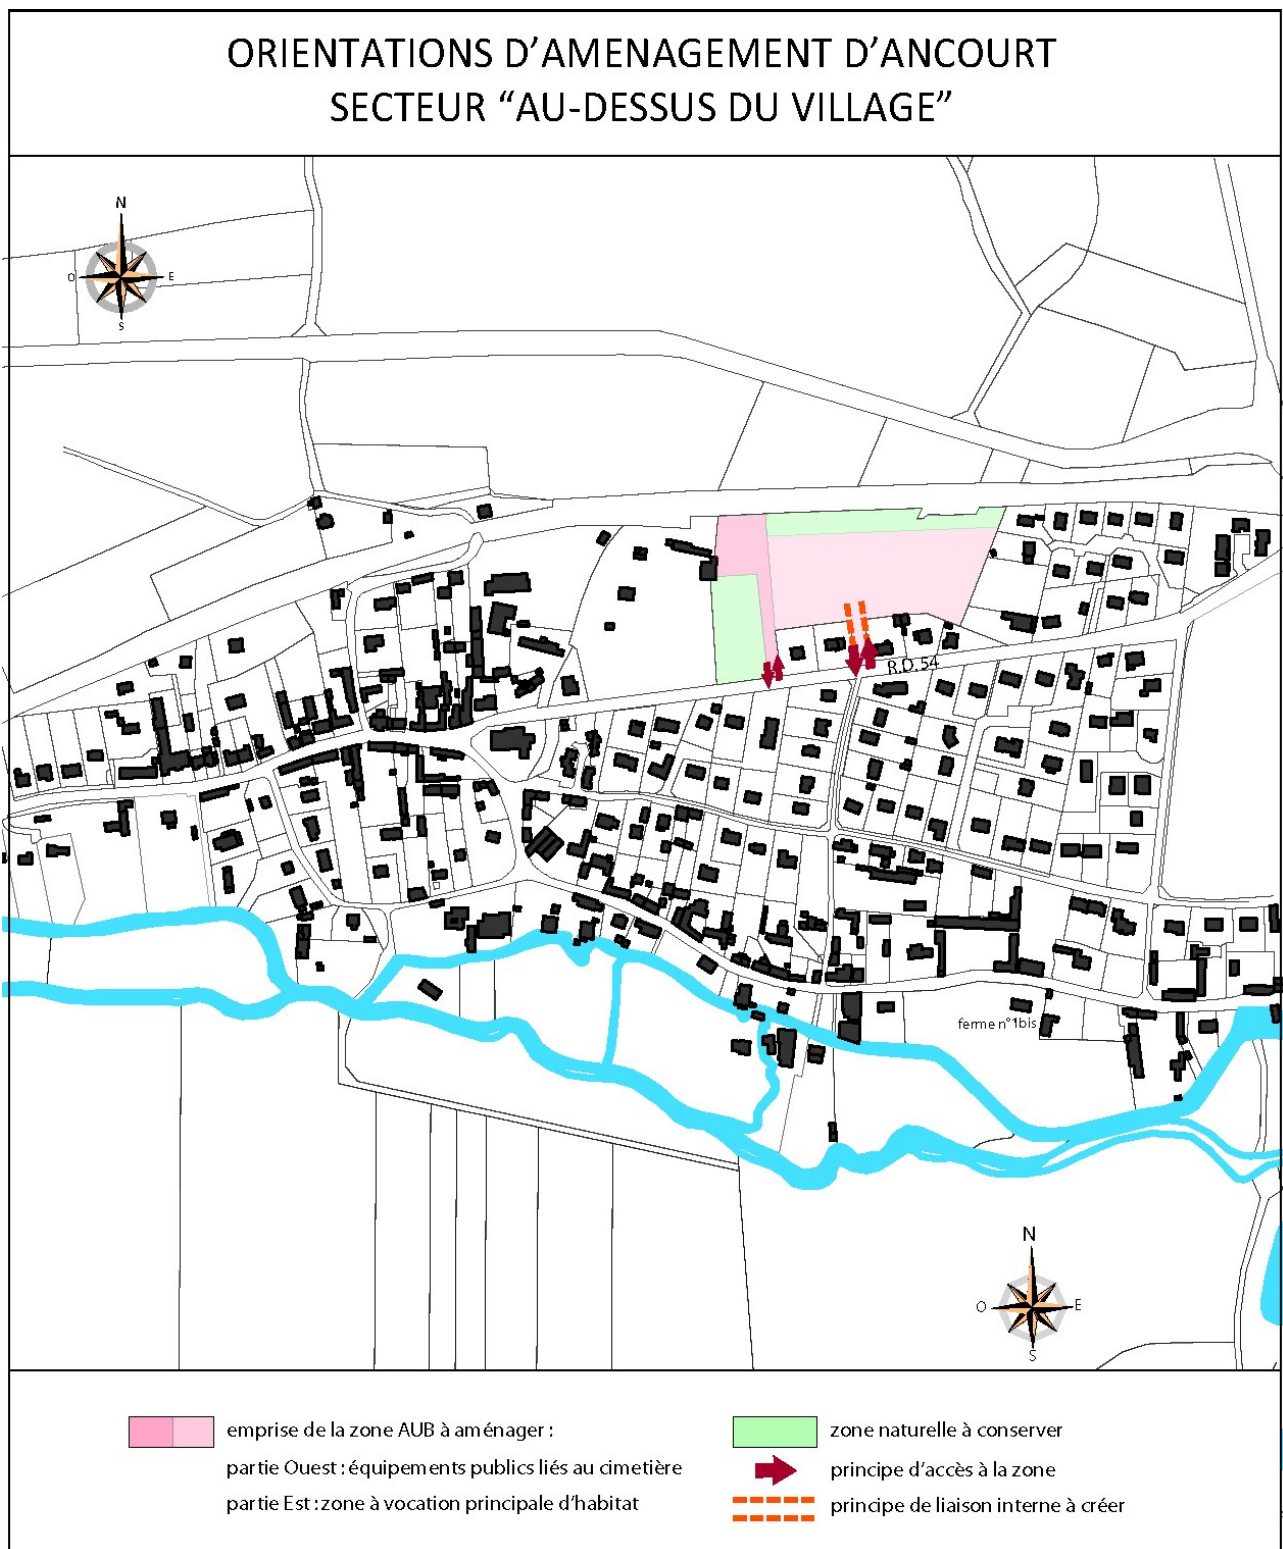 ORIENTATIONS D’AMENAGEMENT D’ANCOURT
SECTEUR “AU-DESSUS DU VILLAGE”
N
O
E
S
R.D. 54
ferme n°1bis
N
O
E
S
emprise de la zone AUB à aménager :
partie Ouest : équipements publics liés au cimetière
partie Est : zone à vocation principale d’habitat
zone naturelle à conserver
principe d’accès à la zone
principe de liaison interne à créer